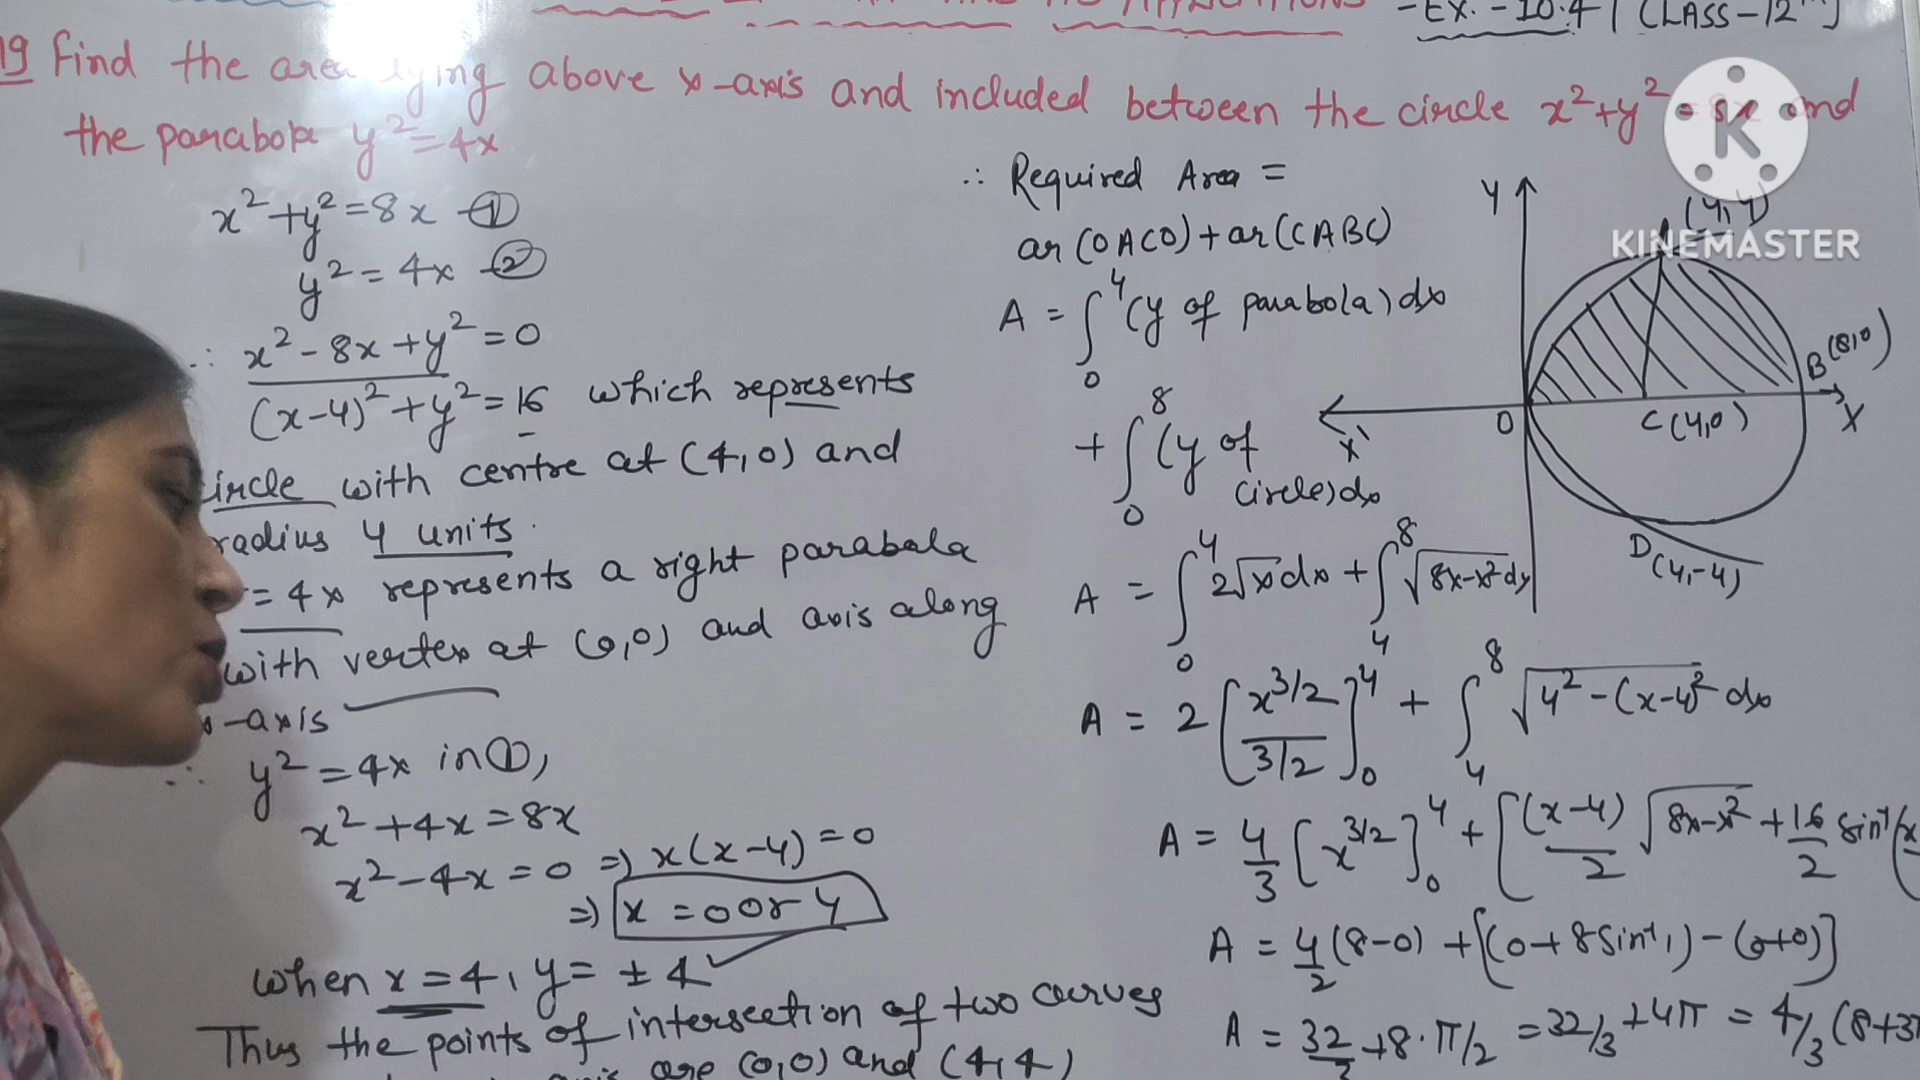 APPLICATIONS - Ex. - 10.4 | CLASS-12th]
19 Find the area lying above x-axis and included between the circle x²+y²=8x and
the parabola y²=4x
x²+y²=8x -①
y²=4x -②
∴ x²-8x+y²=0
(x-4)²+y²=16 which represents
ircle with centre at (4,0) and
radius 4 units.
=4x represents a right parabala
with vertex at (0,0) and axis along
x-axis
∴ y²=4x in①,
x²+4x=8x
x²-4x=0 ⇒ x(x-4)=0
⇒ x=0 or 4
when x=4, y=±4 ✓
Thus the points of intersection of two curves
are (0,0) and (4,4)
∴ Required Area =
ar(OACO)+ar(CABC)
A = ∫₀⁴ (y of parabola)dx
+ ∫₀⁸ (y of
circle)dx
A = ∫₀⁴ 2√x dx + ∫₄⁸ √8x-x² dx
A = 2 [x^3/2 / 3/2]₀⁴ + ∫₄⁸ √4²-(x-4)² dx
A = 4/3 [x^3/2]₀⁴ + [(x-4)/2 √8x-x² + 16/2 sin⁻¹(x
A = 4/2 (8-0) + [(0+8 sin⁻¹1)-(0+0)]
A = 32/3 +8·π/2 = 32/3 +4π = 4/3 (8+3π
Y
A (4,4)
B(8,0)
X
C(4,0)
O
X'
D(4,-4)
K
KINEMASTER